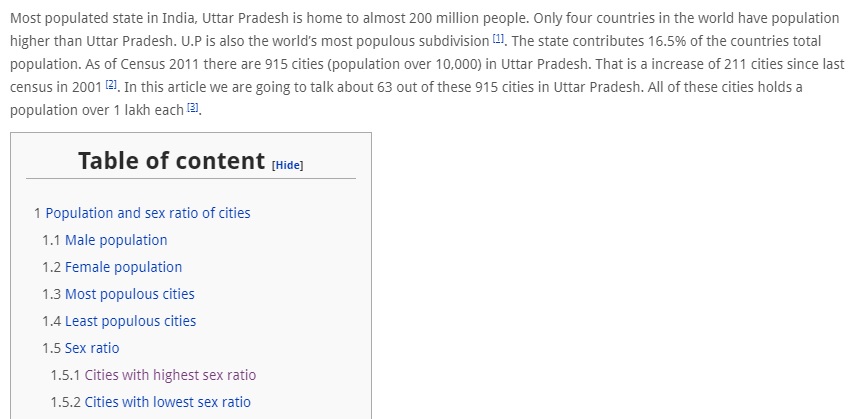 Most populated state in India, Uttar Pradesh is home to almost 200 million people. Only four countries in the world have population
higher than Uttar Pradesh. U.P is also the world's most populous subdivision [1]. The state contributes 16.5% of the countries total
population. As of Census 2011 there are 915 cities (population over 10,000) in Uttar Pradesh. That is a increase of 211 cities since last
census in 2001 [2]. In this article we are going to talk about 63 out of these 915 cities in Uttar Pradesh. All of these cities holds a
population over 1 lakh each [3].
Table of content [Hide]
1 Population and sex ratio of cities
1.1 Male population
1.2 Female population
1.3 Most populous cities
1.4 Least populous cities
1.5 Sex ratio
1.5.1 Cities with highest sex ratio
1.5.2 Cities with lowest sex ratio